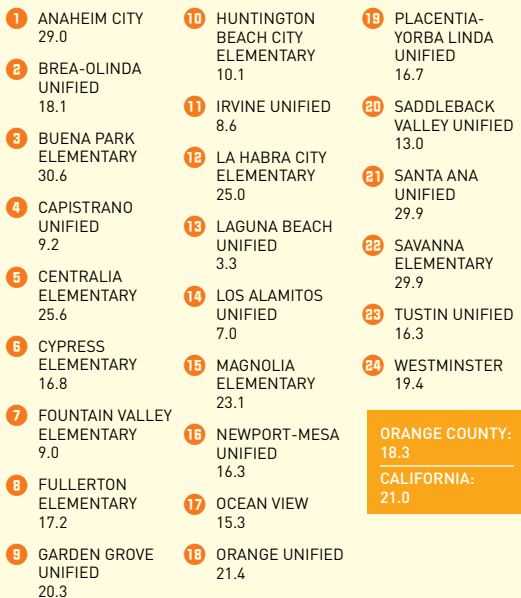 1 ANAHEIM CITY
29.0
2 BREA-OLINDA
UNIFIED
18.1
3 BUENA PARK
ELEMENTARY
30.6
4 CAPISTRANO
UNIFIED
9.2
5 CENTRALIA
ELEMENTARY
25.6
6 CYPRESS
ELEMENTARY
16.8
7 FOUNTAIN VALLEY
ELEMENTARY
9.0
8 FULLERTON
ELEMENTARY
17.2
9 GARDEN GROVE
UNIFIED
20.3
10 HUNTINGTON
BEACH CITY
ELEMENTARY
10.1
11 IRVINE UNIFIED
8.6
12 LA HABRA CITY
ELEMENTARY
25.0
13 LAGUNA BEACH
UNIFIED
3.3
14 LOS ALAMITOS
UNIFIED
7.0
15 MAGNOLIA
ELEMENTARY
23.1
16 NEWPORT-MESA
UNIFIED
16.3
17 OCEAN VIEW
15.3
18 ORANGE UNIFIED
21.4
19 PLACENTIA-
YORBA LINDA
UNIFIED
16.7
20 SADDLEBACK
VALLEY UNIFIED
13.0
21 SANTA ANA
UNIFIED
29.9
22 SAVANNA
ELEMENTARY
29.9
23 TUSTIN UNIFIED
16.3
24 WESTMINSTER
19.4
ORANGE COUNTY:
18.3
CALIFORNIA:
21.0